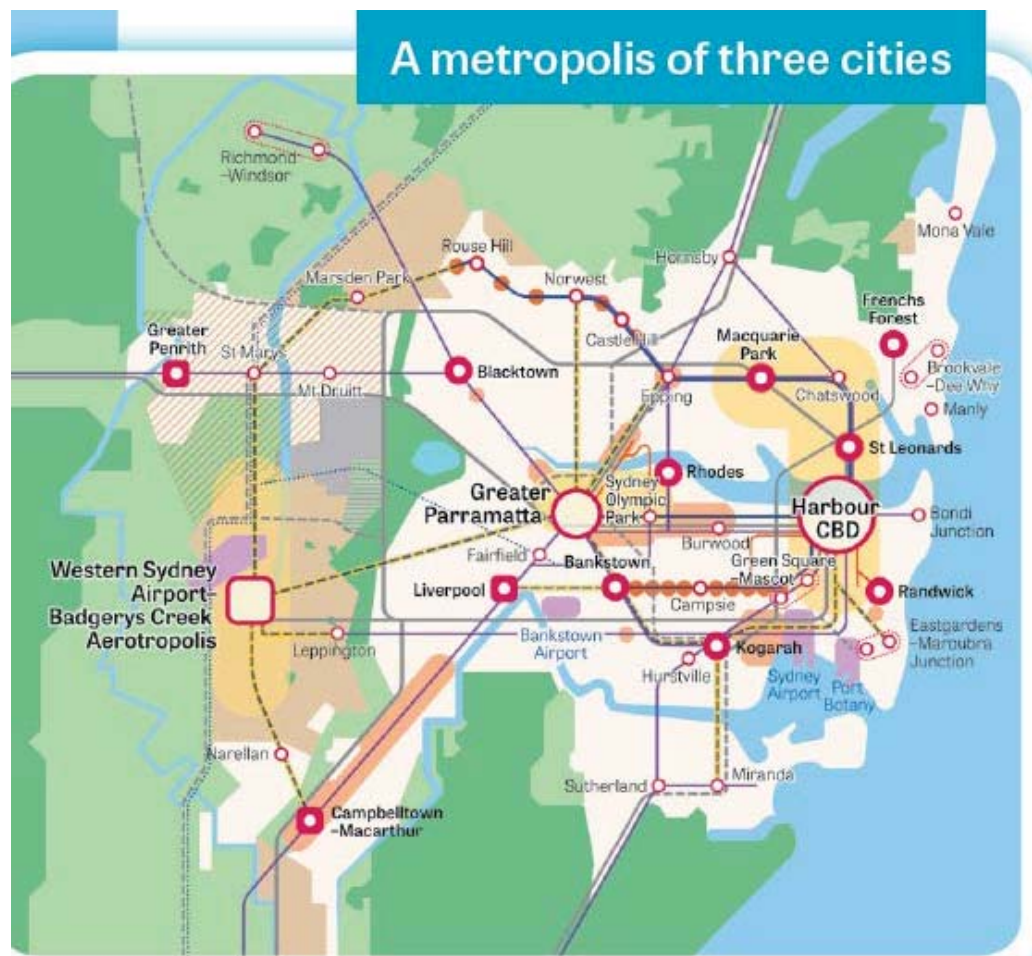 A metropolis of three cities
Richmond
–Windsor
Mona Vale
Rouse Hill
Hornsby
Marsden Park
Norwest
Frenchs
Forest
Greater
Penrith
St Marys
Castle Hill
Macquarie
Park
Blacktown
Mt Druitt
Epping
Chatswood
Brookvale
–Dee Why
Manly
St Leonards
Rhodes
Greater
Parramatta
Sydney
Olympic
Park
Harbour
CBD
Bondi
Junction
Burwood
Fairfield
Bankstown
Green Square
–Mascot
Western Sydney
Airport–
Badgerys Creek
Aerotropolis
Liverpool
Campsie
Randwick
Leppington
Bankstown
Airport
Kogarah
Eastgardens
–Maroubra
Junction
Hurstville
Sydney
Airport
Port
Botany
Narellan
Sutherland
Miranda
Campbelltown
–Macarthur